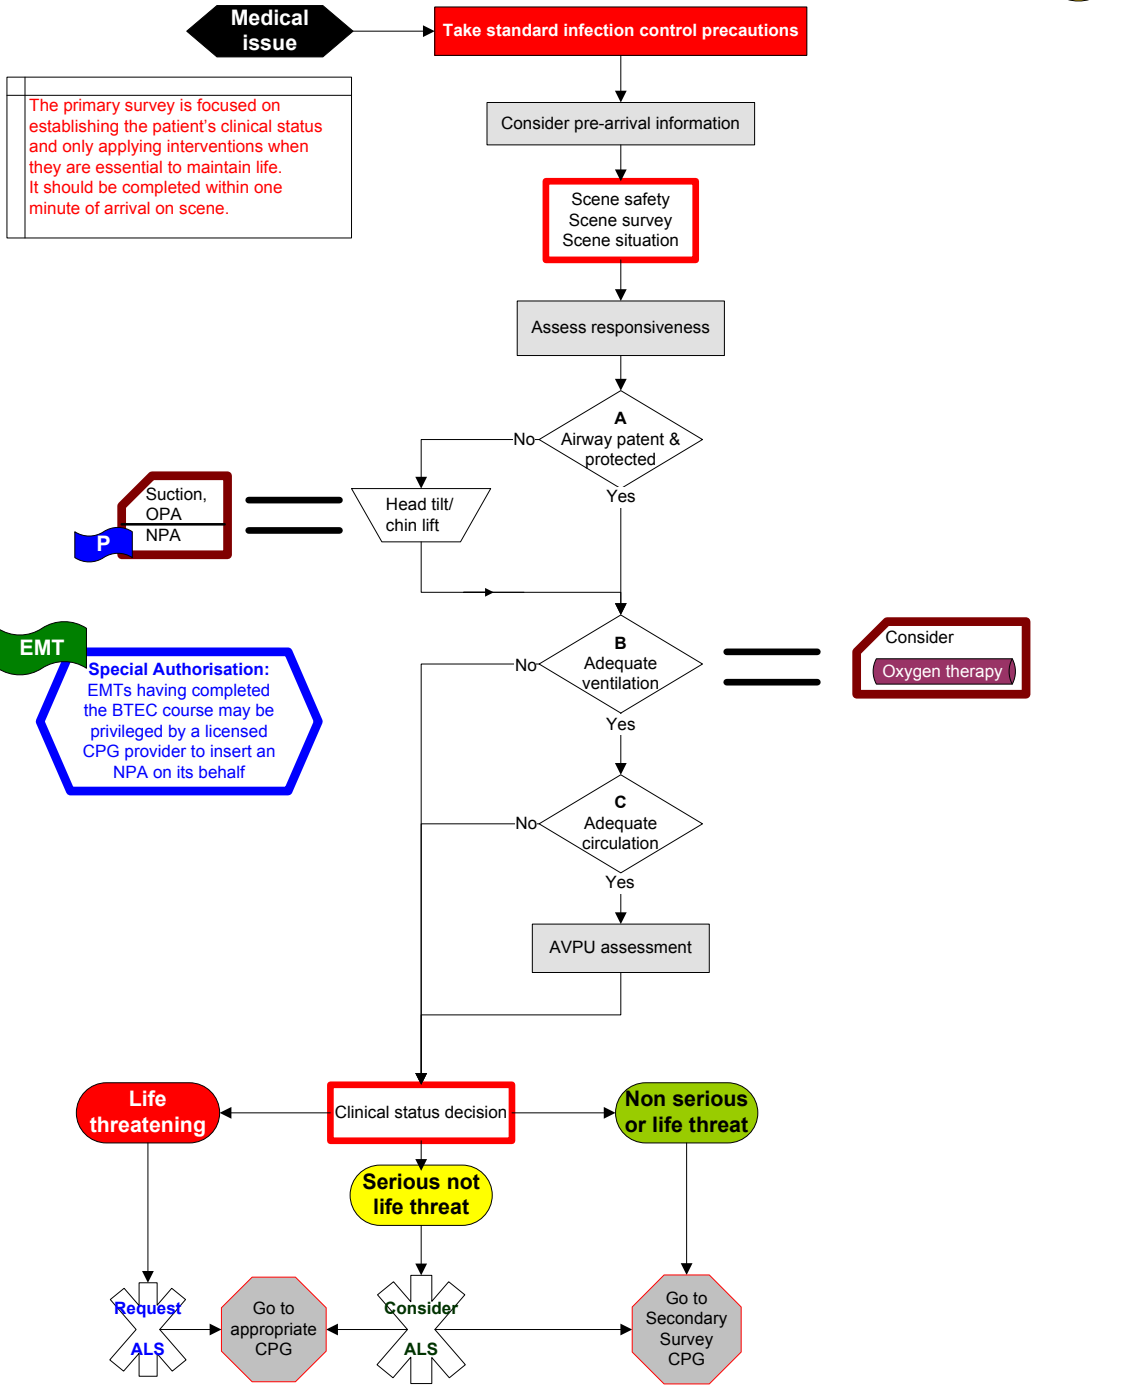 Medical
issue
Take standard infection control precautions
The primary survey is focused on
establishing the patient's clinical status
and only applying interventions when
they are essential to maintain life.
It should be completed within one
minute of arrival on scene.
Consider pre-arrival information
Scene safety
Scene survey
Scene situation
Assess responsiveness
A
Airway patent &
protected
No
Yes
Suction,
OPA
NPA
P
Head tilt/
chin lift
EMT
Special Authorisation:
EMTs having completed
the BTEC course may be
privileged by a licensed
CPG provider to insert an
NPA on its behalf
B
Adequate
ventilation
No
Yes
Consider
Oxygen therapy
C
Adequate
circulation
No
Yes
AVPU assessment
Life
threatening
Clinical status decision
Non serious
or life threat
Serious not
life threat
Request
ALS
Go to
appropriate
CPG
Consider
ALS
Go to
Secondary
Survey
CPG